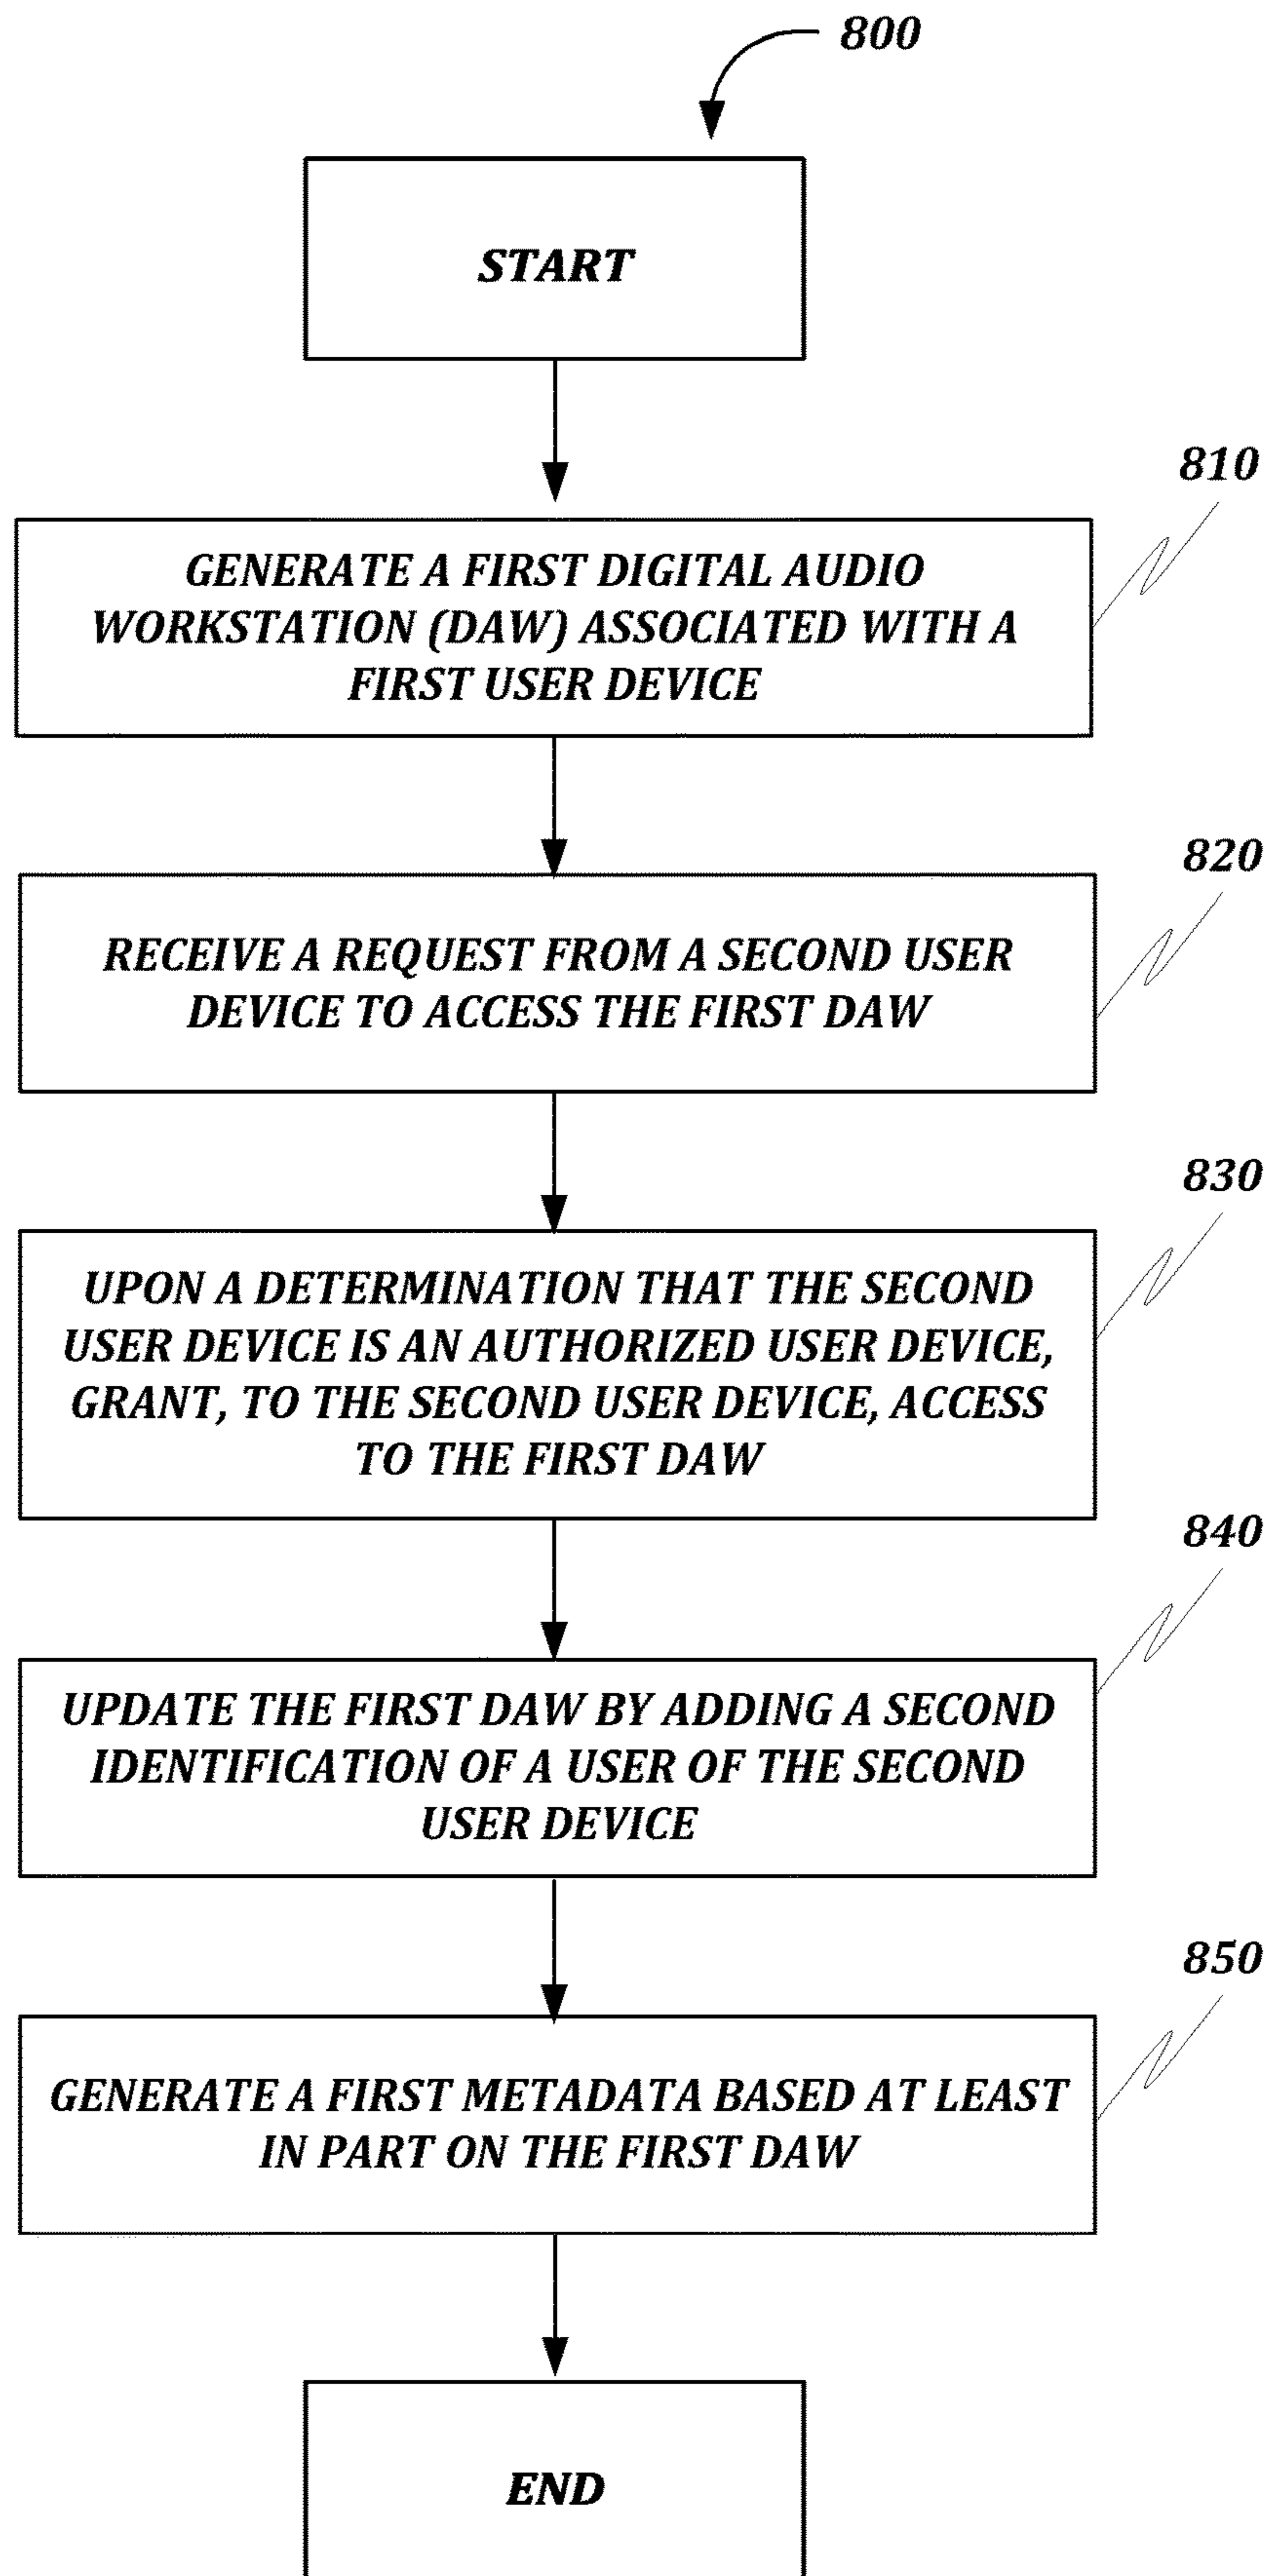 800
START
810
GENERATE A FIRST DIGITAL AUDIO
WORKSTATION (DAW) ASSOCIATED WITH A
FIRST USER DEVICE
820
RECEIVE A REQUEST FROM A SECOND USER
DEVICE TO ACCESS THE FIRST DAW
830
UPON A DETERMINATION THAT THE SECOND
USER DEVICE IS AN AUTHORIZED USER DEVICE,
GRANT, TO THE SECOND USER DEVICE, ACCESS
TO THE FIRST DAW
840
UPDATE THE FIRST DAW BY ADDING A SECOND
IDENTIFICATION OF A USER OF THE SECOND
USER DEVICE
850
GENERATE A FIRST METADATA BASED AT LEAST
IN PART ON THE FIRST DAW
END